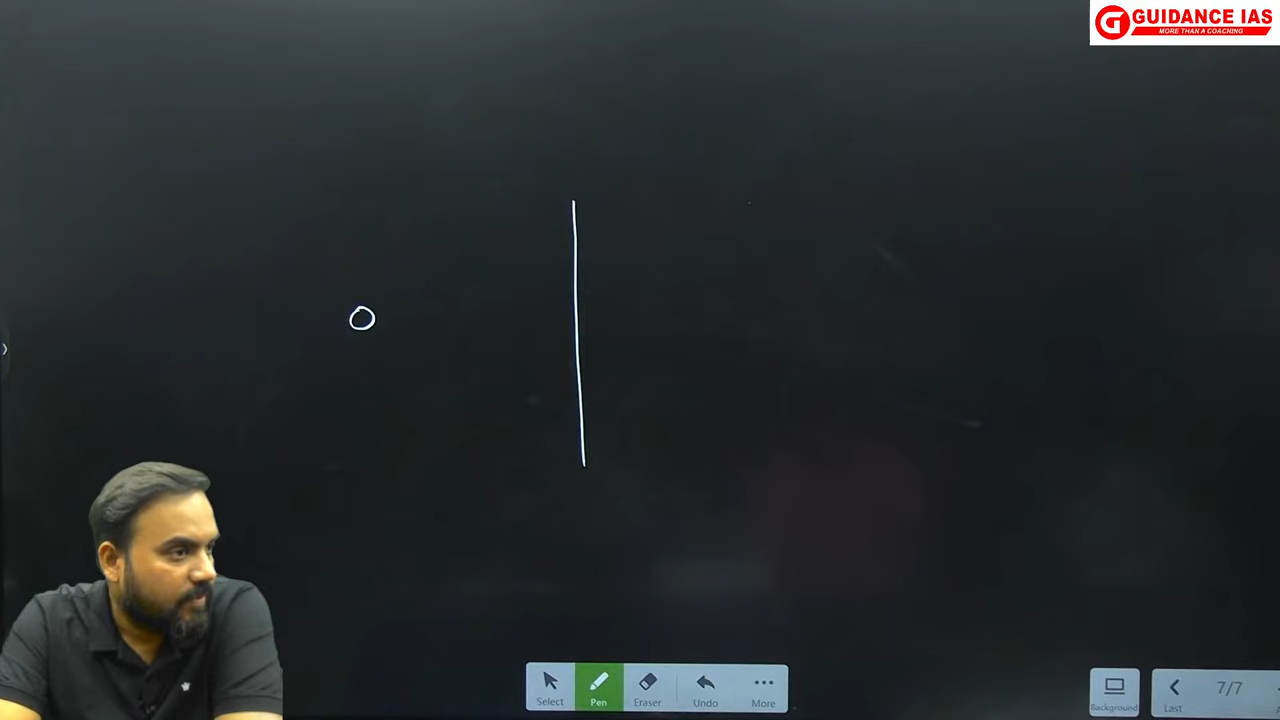 GUIDANCE IAS
MORE THAN A COACHING
Select
Pen
Eraser
Undo
More
Background
Last
7/7